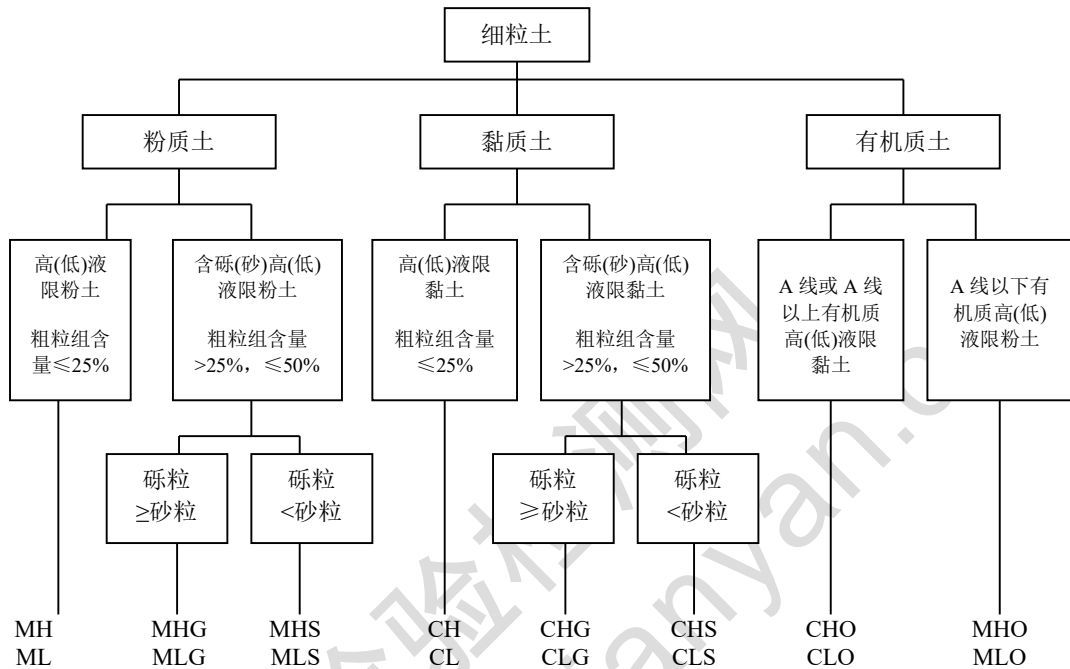 细粒土
粉质土
黏质土
有机质土
高(低)液
限粉土
粗粒组含
量≤25%
含砾(砂)高(低)
液限粉土
粗粒组含量
>25%，≤50%
高(低)液限
黏土
粗粒组含量
≤25%
含砾(砂)高(低)
液限黏土
粗粒组含量
>25%，≤50%
A 线或 A 线
以上有机质
高(低)液限
黏土
A 线以下有
机质高(低)
液限粉土
砾粒
≥砂粒
砾粒
<砂粒
砾粒
≥砂粒
砾粒
<砂粒
MH
ML
MHG
MLG
MHS
MLS
CH
CL
CHG
CLG
CHS
CLS
CHO
CLO
MHO
MLO
验检测网
anyan.c